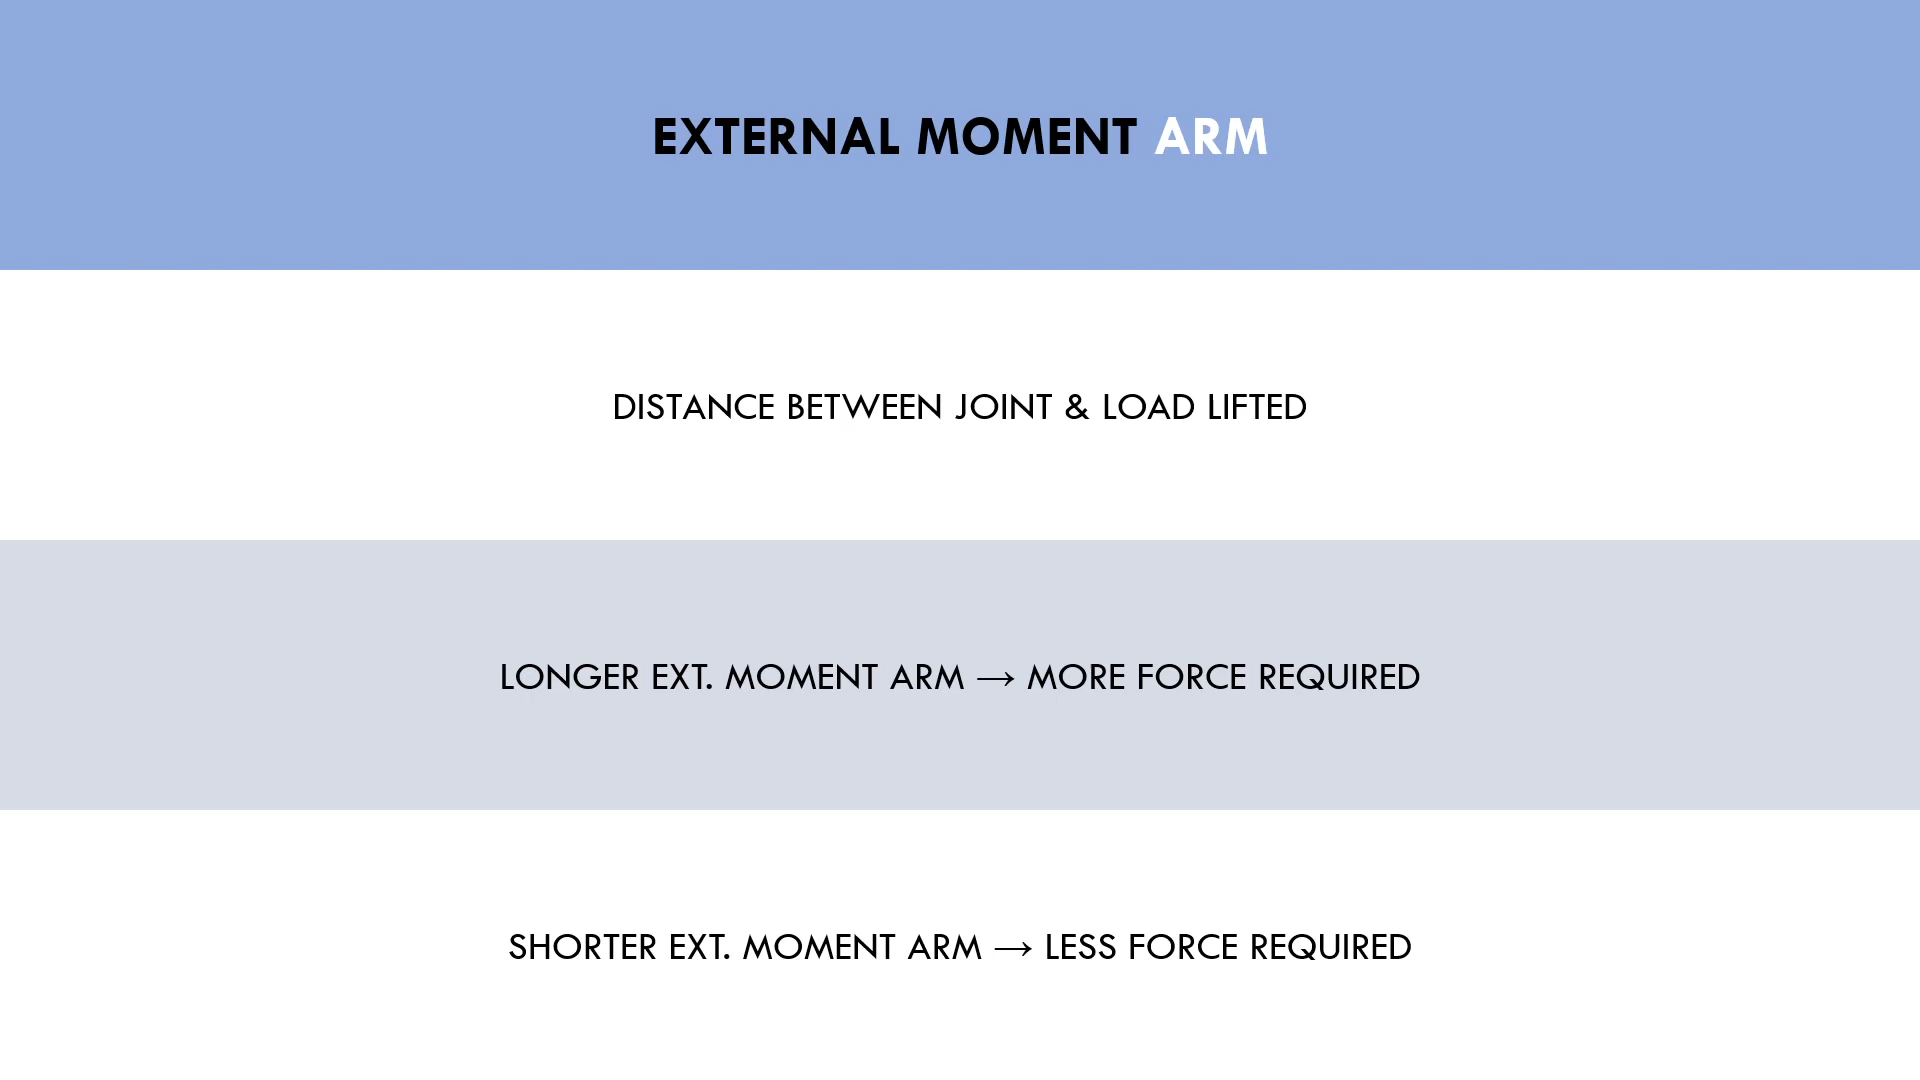 EXTERNAL MOMENT ARM
DISTANCE BETWEEN JOINT & LOAD LIFTED
LONGER EXT. MOMENT ARM → MORE FORCE REQUIRED
SHORTER EXT. MOMENT ARM → LESS FORCE REQUIRED